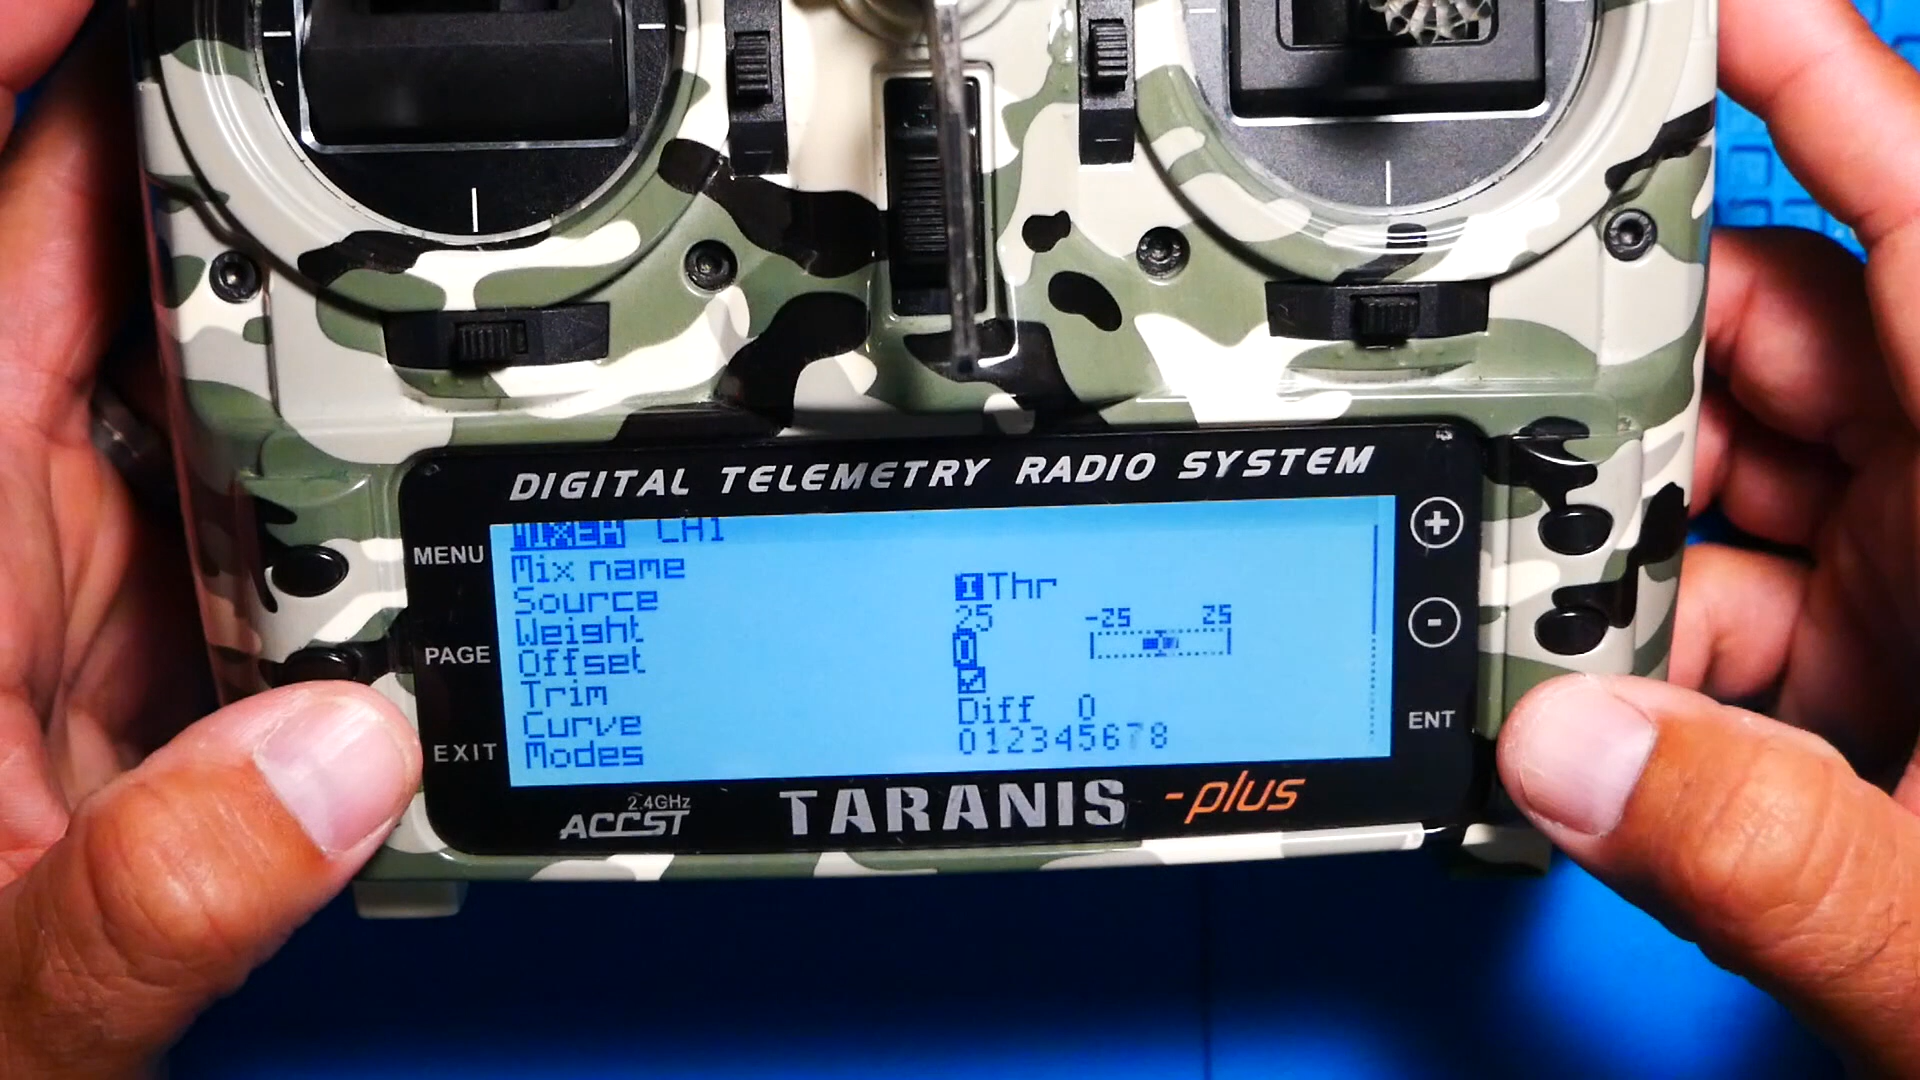 DIGITAL TELEMETRY RADIO SYSTEM
MIXER CH1
Mix name
Source I Thr
Weight 25 -25 25
Offset 0
Trim
Curve Diff 0
Modes 012345678
MENU
PAGE
EXIT
+
-
ENT
2.4GHz
ACCST
TARANIS -plus